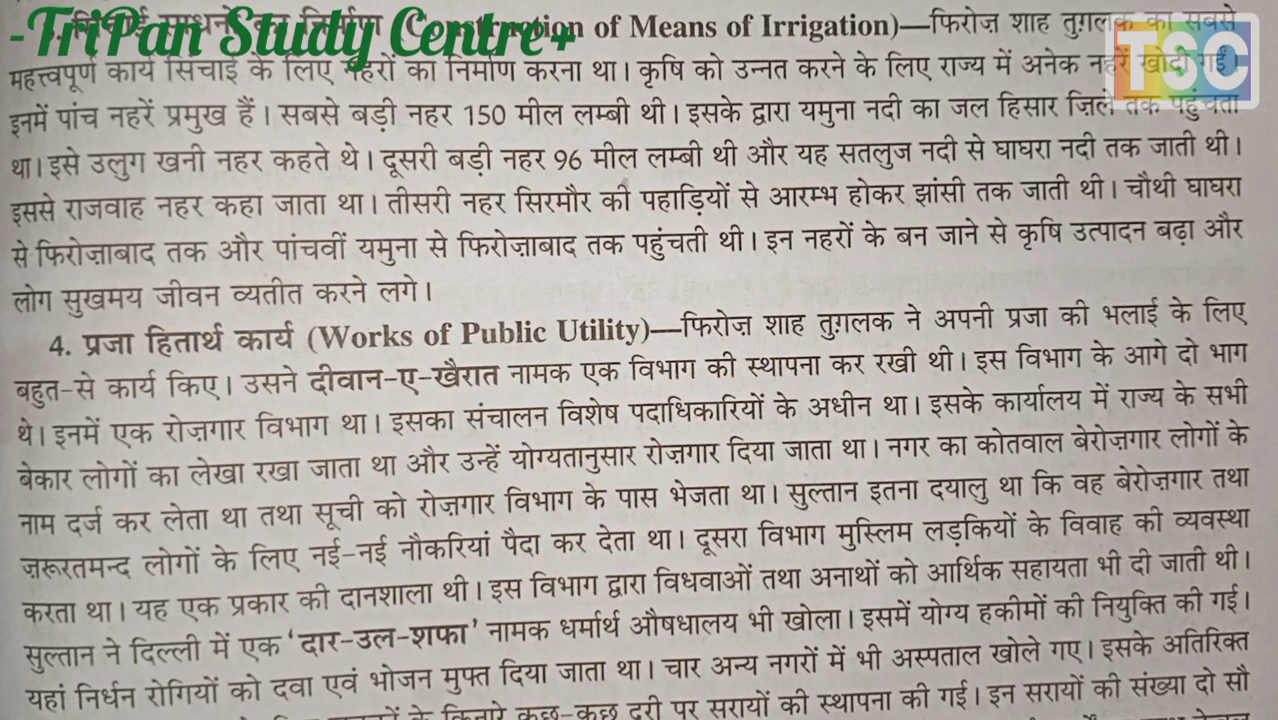 -TriPan Study Centre+
TSC
(Construction of Means of Irrigation)—फिरोज़ शाह तुग़लक का सबसे
महत्त्वपूर्ण कार्य सिंचाई के लिए नहरों का निर्माण करना था। कृषि को उन्नत करने के लिए राज्य में अनेक नहरें खोदी गईं।
इनमें पांच नहरें प्रमुख हैं। सबसे बड़ी नहर 150 मील लम्बी थी। इसके द्वारा यमुना नदी का जल हिसार ज़िले तक पहुंचता
था। इसे उलुग खनी नहर कहते थे। दूसरी बड़ी नहर 96 मील लम्बी थी और यह सतलुज नदी से घाघरा नदी तक जाती थी।
इससे राजवाह नहर कहा जाता था। तीसरी नहर सिरमौर की पहाड़ियों से आरम्भ होकर झांसी तक जाती थी। चौथी घाघरा
से फिरोज़ाबाद तक और पांचवीं यमुना से फिरोज़ाबाद तक पहुंचती थी। इन नहरों के बन जाने से कृषि उत्पादन बढ़ा और
लोग सुखमय जीवन व्यतीत करने लगे।
4. प्रजा हितार्थ कार्य (Works of Public Utility)—फिरोज़ शाह तुग़लक ने अपनी प्रजा की भलाई के लिए
बहुत-से कार्य किए। उसने दीवान-ए-खैरात नामक एक विभाग की स्थापना कर रखी थी। इस विभाग के आगे दो भाग
थे। इनमें एक रोज़गार विभाग था। इसका संचालन विशेष पदाधिकारियों के अधीन था। इसके कार्यालय में राज्य के सभी
बेकार लोगों का लेखा रखा जाता था और उन्हें योग्यतानुसार रोज़गार दिया जाता था। नगर का कोतवाल बेरोज़गार लोगों के
नाम दर्ज कर लेता था तथा सूची को रोज़गार विभाग के पास भेजता था। सुल्तान इतना दयालु था कि वह बेरोज़गार तथा
ज़रूरतमन्द लोगों के लिए नई-नई नौकरियां पैदा कर देता था। दूसरा विभाग मुस्लिम लड़कियों के विवाह की व्यवस्था
करता था। यह एक प्रकार की दानशाला थी। इस विभाग द्वारा विधवाओं तथा अनाथों को आर्थिक सहायता भी दी जाती थी।
सुल्तान ने दिल्ली में एक ‘दार-उल-शफा’ नामक धर्मार्थ औषधालय भी खोला। इसमें योग्य हकीमों की नियुक्ति की गई।
यहां निर्धन रोगियों को दवा एवं भोजन मुफ्त दिया जाता था। चार अन्य नगरों में भी अस्पताल खोले गए। इसके अतिरिक्त
के किनारे कुछ-कुछ दूरी पर सरायों की स्थापना की गई। इन सरायों की संख्या दो सौ